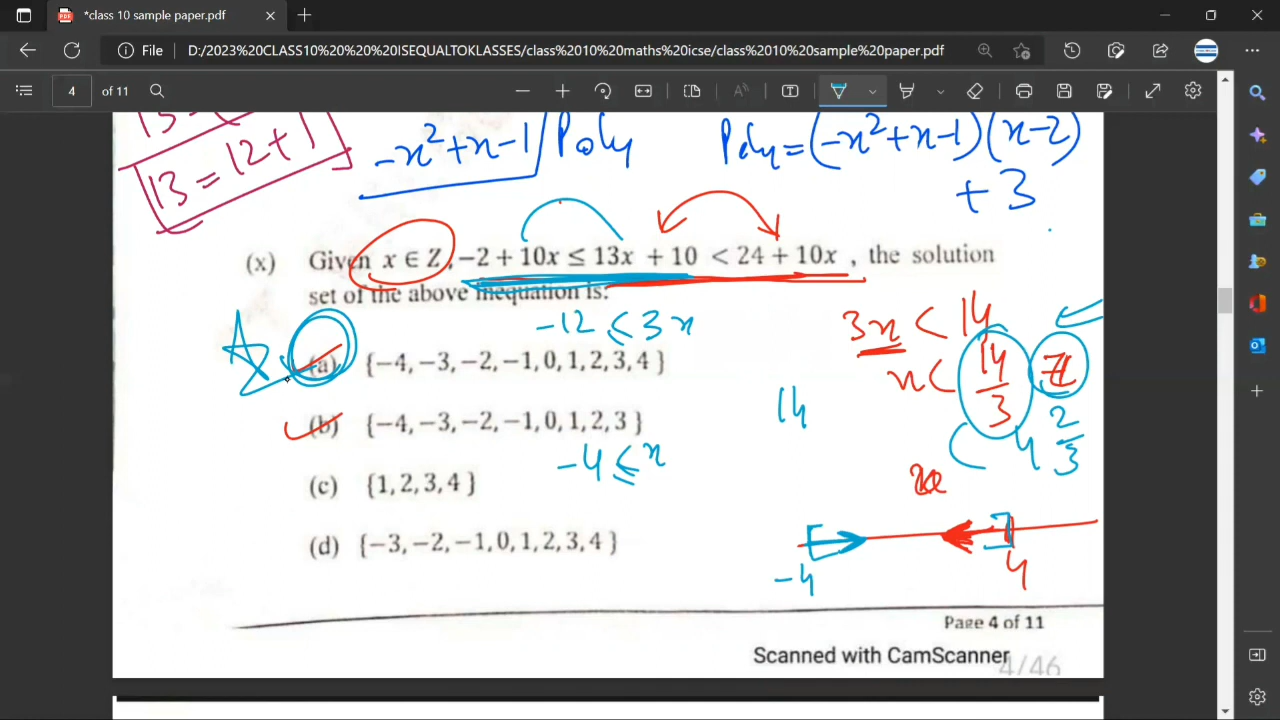 *class 10 sample paper.pdf
File D:/2023%20CLASS10%20%20%20ISEQUALTOKLASSES/class%2010%20maths%20icse/class%2010%20sample%20paper.pdf
4 of 11
13 = 12+1
-x²+x-1 Poly
Poly=(-x²+x-1)(x-2)
+3
(x) Given x ∈ Z, -2 + 10x ≤ 13x + 10 < 24 + 10x , the solution
set of the above inequation is:
-12 ≤ 3x
3x < 14
(a) {-4, -3, -2, -1, 0, 1, 2, 3, 4 }
x < 14/3
Z
14
4 2/3
(b) {-4, -3, -2, -1, 0, 1, 2, 3 }
-4 ≤ x
(c) {1, 2, 3, 4 }
(d) {-3, -2, -1, 0, 1, 2, 3, 4 }
-4
4
Page 4 of 11
Scanned with CamScanner
4/46